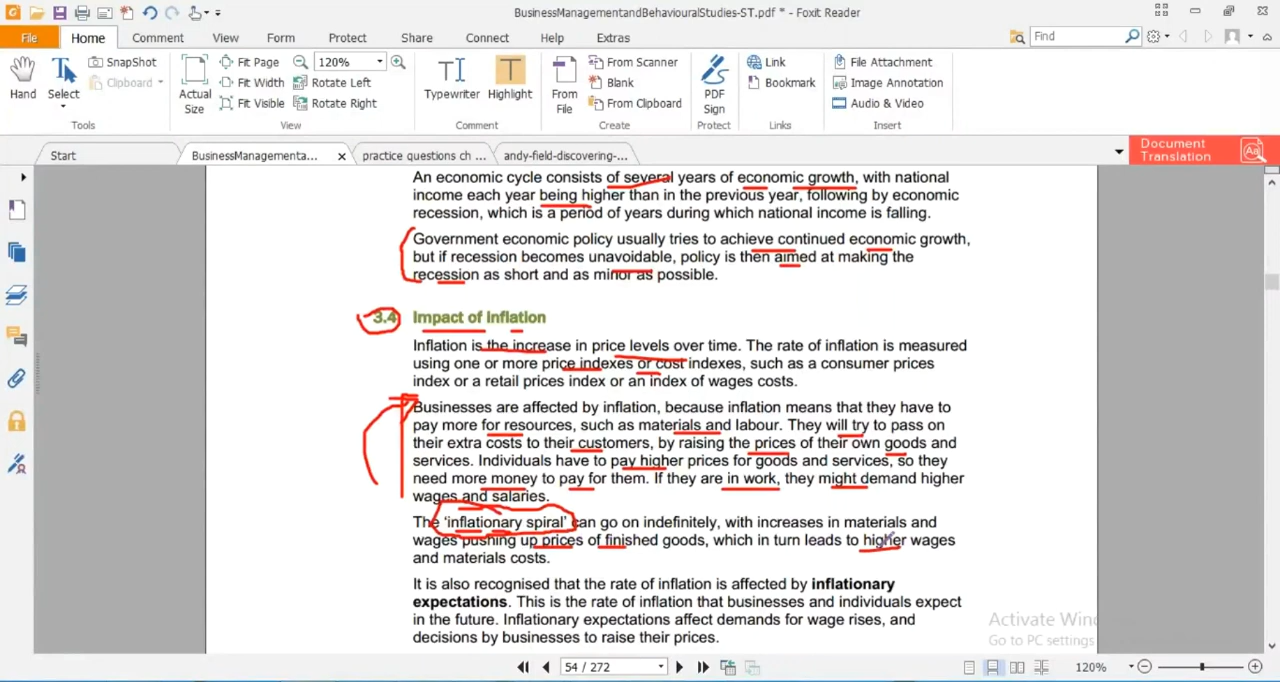 BusinessManagementandBehaviouralStudies-ST.pdf * - Foxit Reader
File Home Comment View Form Protect Share Connect Help Extras Find
SnapShot Fit Page 120% From Scanner Link File Attachment
Clipboard Fit Width Rotate Left Blank Bookmark Image Annotation
Hand Select Actual Size Fit Visible Rotate Right Typewriter Highlight From File From Clipboard PDF Sign Audio & Video
Tools View Comment Create Protect Links Insert
Start BusinessManagementa... practice questions ch ... andy-field-discovering-... Document Translation
An economic cycle consists of several years of economic growth, with national
income each year being higher than in the previous year, following by economic
recession, which is a period of years during which national income is falling.
Government economic policy usually tries to achieve continued economic growth,
but if recession becomes unavoidable, policy is then aimed at making the
recession as short and as minor as possible.
3.4 Impact of inflation
Inflation is the increase in price levels over time. The rate of inflation is measured
using one or more price indexes or cost indexes, such as a consumer prices
index or a retail prices index or an index of wages costs.
Businesses are affected by inflation, because inflation means that they have to
pay more for resources, such as materials and labour. They will try to pass on
their extra costs to their customers, by raising the prices of their own goods and
services. Individuals have to pay higher prices for goods and services, so they
need more money to pay for them. If they are in work, they might demand higher
wages and salaries.
The 'inflationary spiral' can go on indefinitely, with increases in materials and
wages pushing up prices of finished goods, which in turn leads to higher wages
and materials costs.
It is also recognised that the rate of inflation is affected by inflationary
expectations. This is the rate of inflation that businesses and individuals expect
in the future. Inflationary expectations affect demands for wage rises, and
decisions by businesses to raise their prices.
Activate Win
Go to PC settings
54 / 272 120%